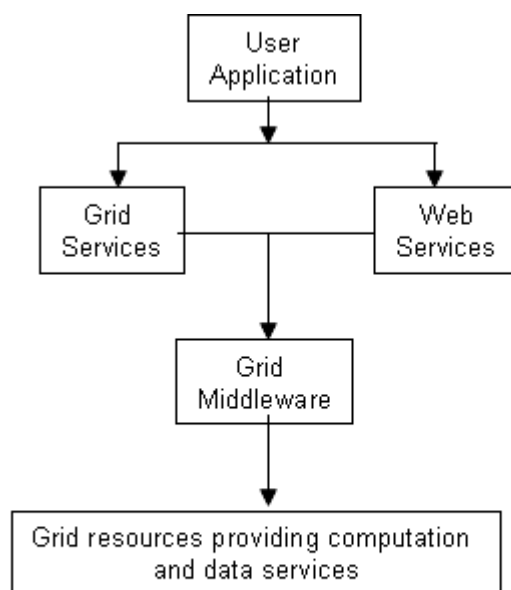 User
Application
Grid
Services
Web
Services
Grid
Middleware
Grid resources providing computation
and data services